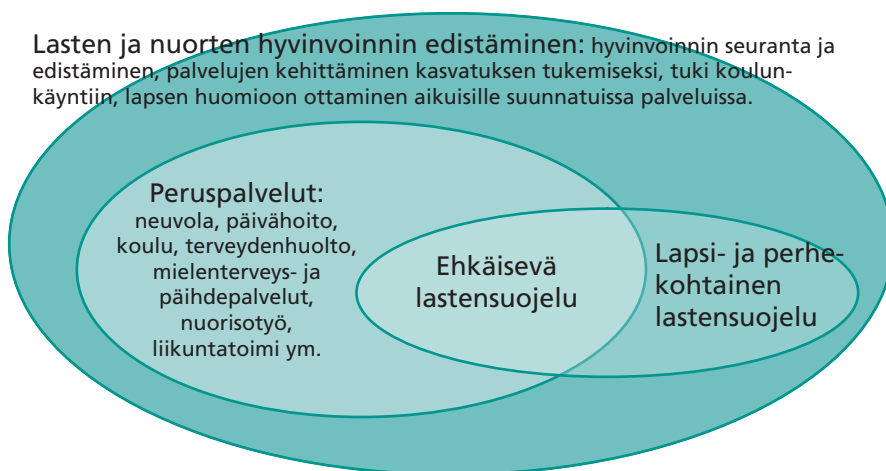 Lasten ja nuorten hyvinvoinnin edistäminen: hyvinvoinnin seuranta ja
edistäminen, palvelujen kehittäminen kasvatuksen tukemiseksi, tuki koulun-
käyntiin, lapsen huomioon ottaminen aikuisille suunnatuissa palveluissa.
Peruspalvelut:
neuvola, päivähoito,
koulu, terveydenhuolto,
mielenterveys- ja
päihdepalvelut,
nuorisotyö,
liikuntatoimi ym.
Ehkäisevä
lastensuojelu
Lapsi- ja perhe-
kohtainen
lastensuojelu